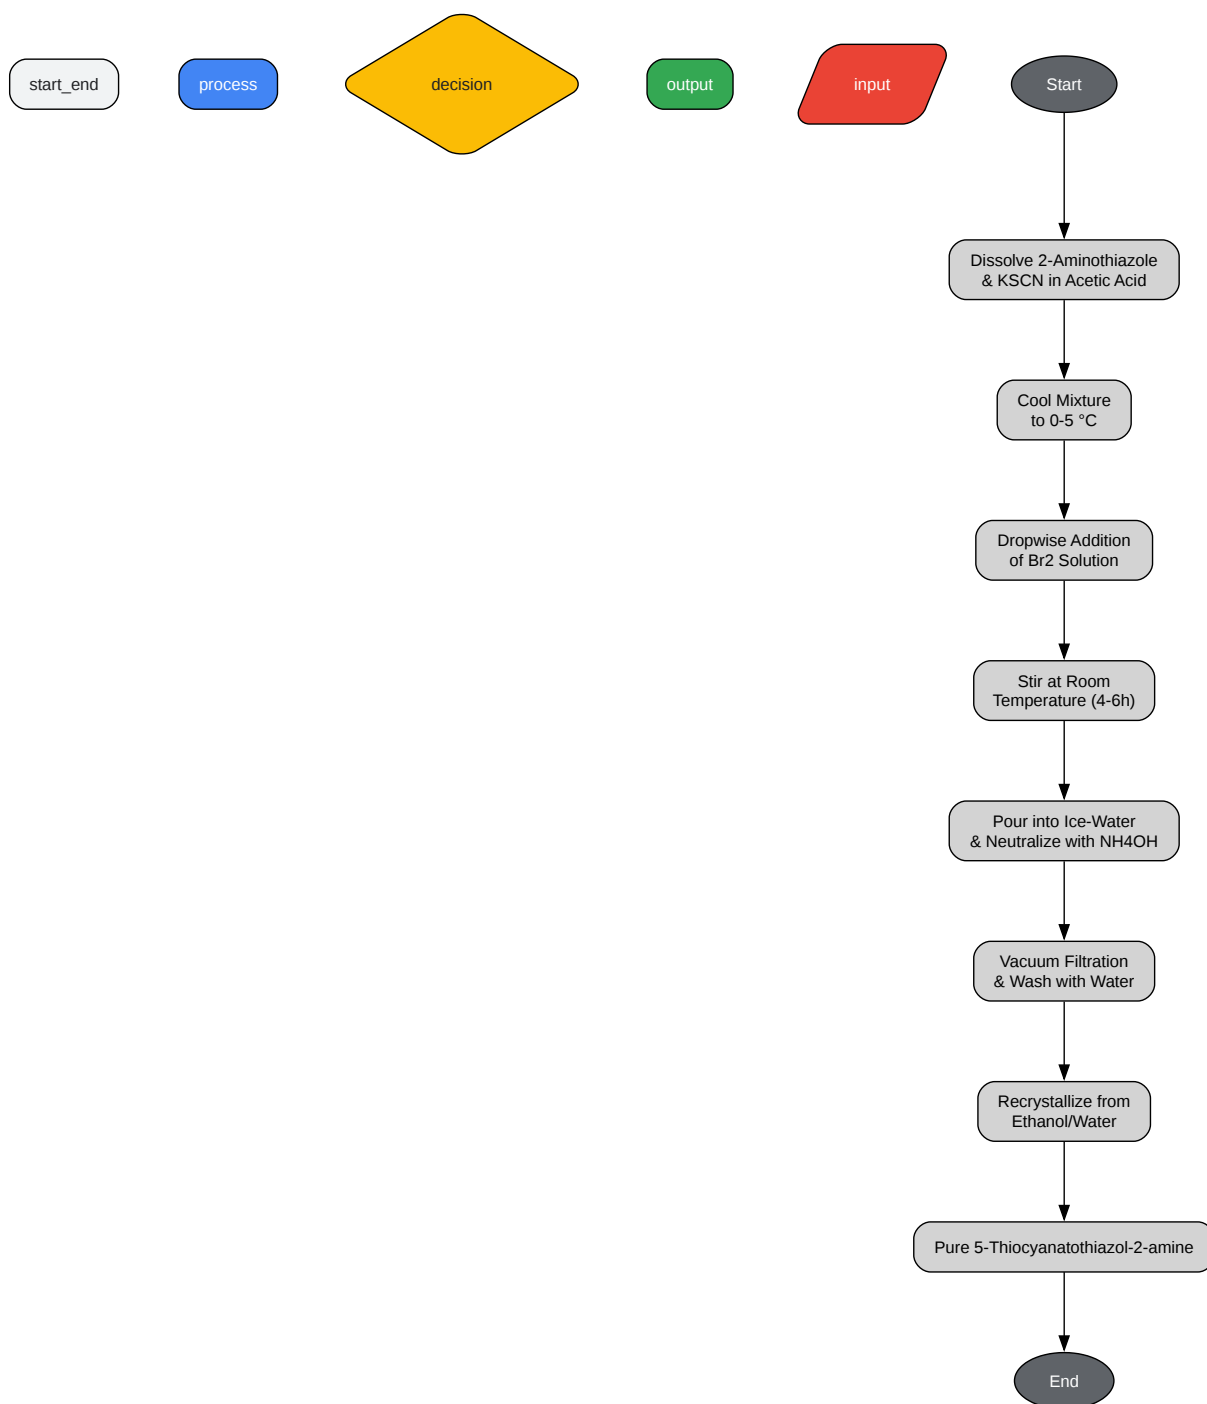 start_end
process
decision
output
input
Start
Dissolve 2-Aminothiazole
& KSCN in Acetic Acid
Cool Mixture
to 0-5 °C
Dropwise Addition
of Br2 Solution
Stir at Room
Temperature (4-6h)
Pour into Ice-Water
& Neutralize with NH4OH
Vacuum Filtration
& Wash with Water
Recrystallize from
Ethanol/Water
Pure 5-Thiocyanatothiazol-2-amine
End